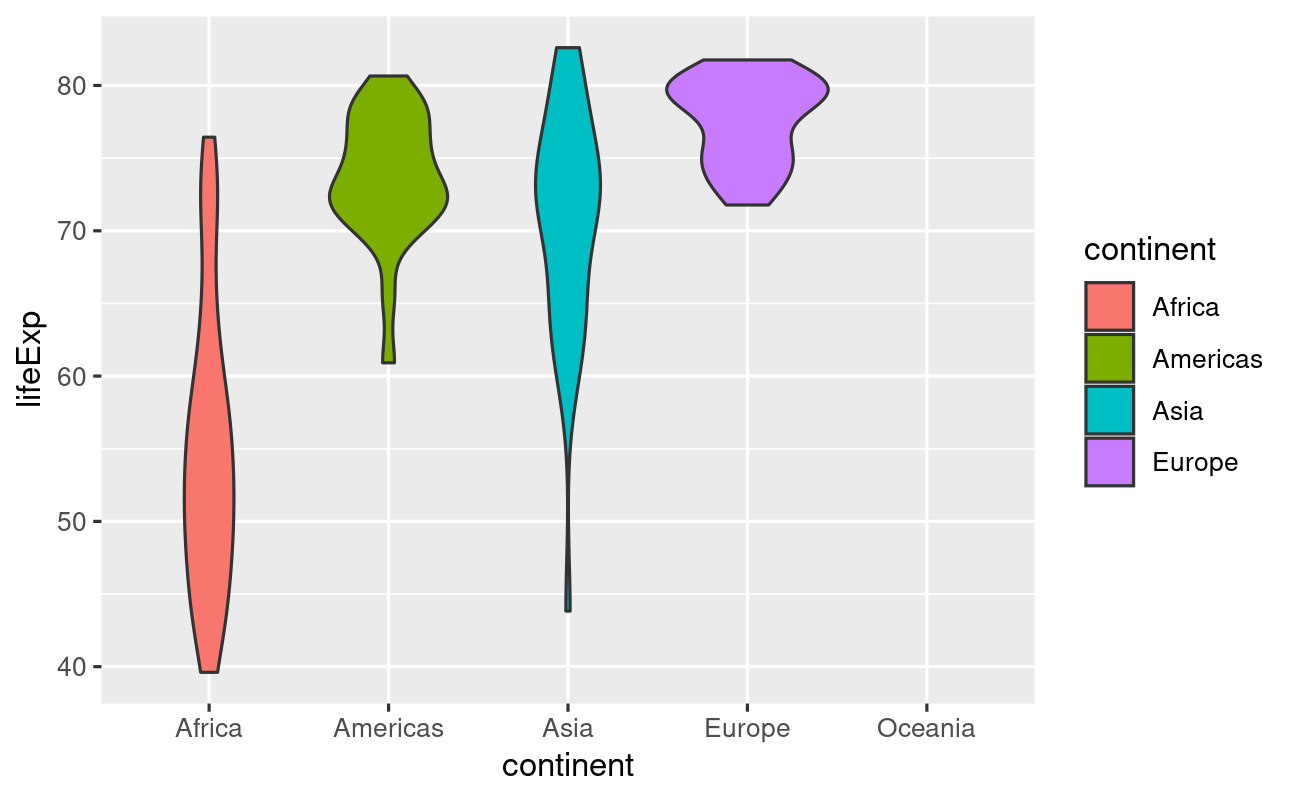 80
70
60
50
40
lifeExp
Africa Americas Asia Europe Oceania
continent
continent
Africa
Americas
Asia
Europe